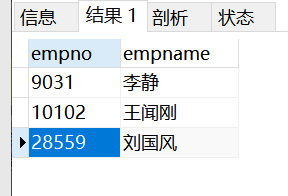 信息 结果 1 剖析 状态
empno empname
9031 李静
10102 王闻刚
28559 刘国风